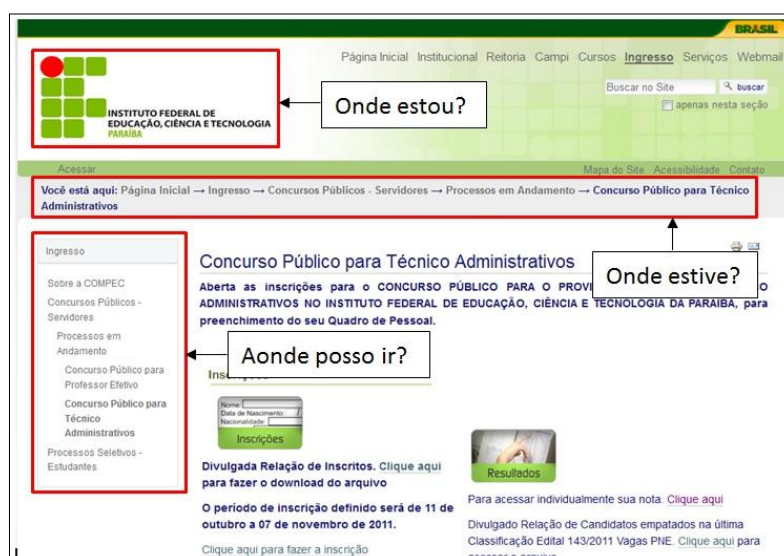 BRASIL
Página Inicial Institucional Reitoria Campi Cursos Ingresso Serviços Webmail
Buscar no Site buscar
apenas nesta seção
INSTITUTO FEDERAL DE
EDUCAÇÃO, CIÊNCIA E TECNOLOGIA
PARAÍBA
Onde estou?
Acessar Mapa do Site Acessibilidade Contato
Você está aqui: Página Inicial → Ingresso → Concursos Públicos - Servidores → Processos em Andamento → Concurso Público para Técnico
Administrativos
Onde estive?
Ingresso
Sobre a COMPEC
Concursos Públicos -
Servidores
Processos em
Andamento
Concurso Público para
Professor Efetivo
Concurso Público para
Técnico
Administrativos
Processos Seletivos -
Estudantes
Aonde posso ir?
Concurso Público para Técnico Administrativos
Aberta as inscrições para o CONCURSO PÚBLICO PARA O
ADMINISTRATIVOS NO INSTITUTO FEDERAL DE EDUCAÇÃO, CIÊNCIA E TECNOLOGIA DA PARAÍBA, para
preenchimento do seu Quadro de Pessoal.
Nome:
Data de Nascimento:
Nacionalidade:
Inscrições
Divulgada Relação de Inscritos. Clique aqui
para fazer o download do arquivo
O período de inscrição definido será de 11 de
outubro a 07 de novembro de 2011.
Clique aqui para fazer a inscrição
Resultados
Para acessar individualmente sua nota. Clique aqui
Divulgado Relação de Candidatos empatados na última
Classificação Edital 143/2011 Vagas PNE. Clique aqui para